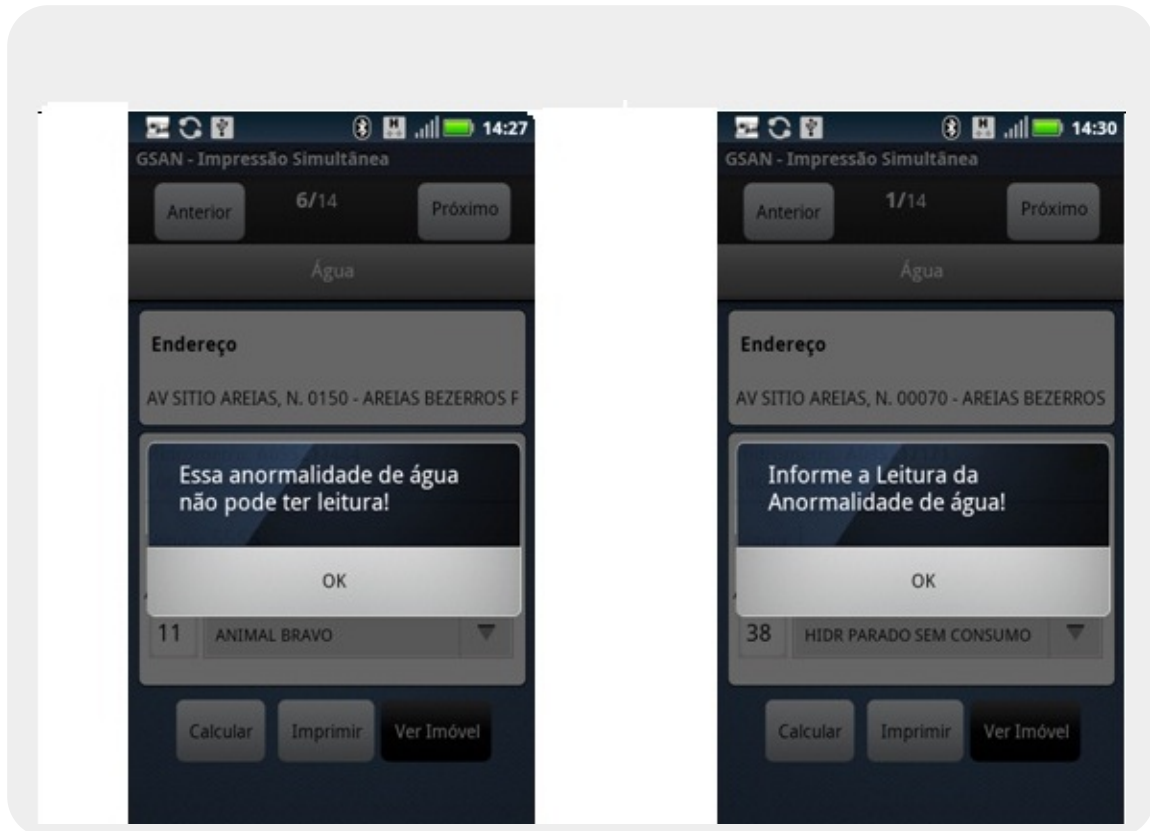 14:27
GSAN - Impressão Simultânea
Anterior
6/14
Próximo
Água
Endereço
AV SITIO AREIAS, N. 0150 - AREIAS BEZERROS F
Essa anormalidade de água
não pode ter leitura!
OK
11 ANIMAL BRAVO
Calcular Imprimir Ver Imóvel
14:30
GSAN - Impressão Simultânea
Anterior
1/14
Próximo
Água
Endereço
AV SITIO AREIAS, N. 00070 - AREIAS BEZERROS
Informe a Leitura da
Anormalidade de água!
OK
38 HIDR PARADO SEM CONSUMO
Calcular Imprimir Ver Imóvel